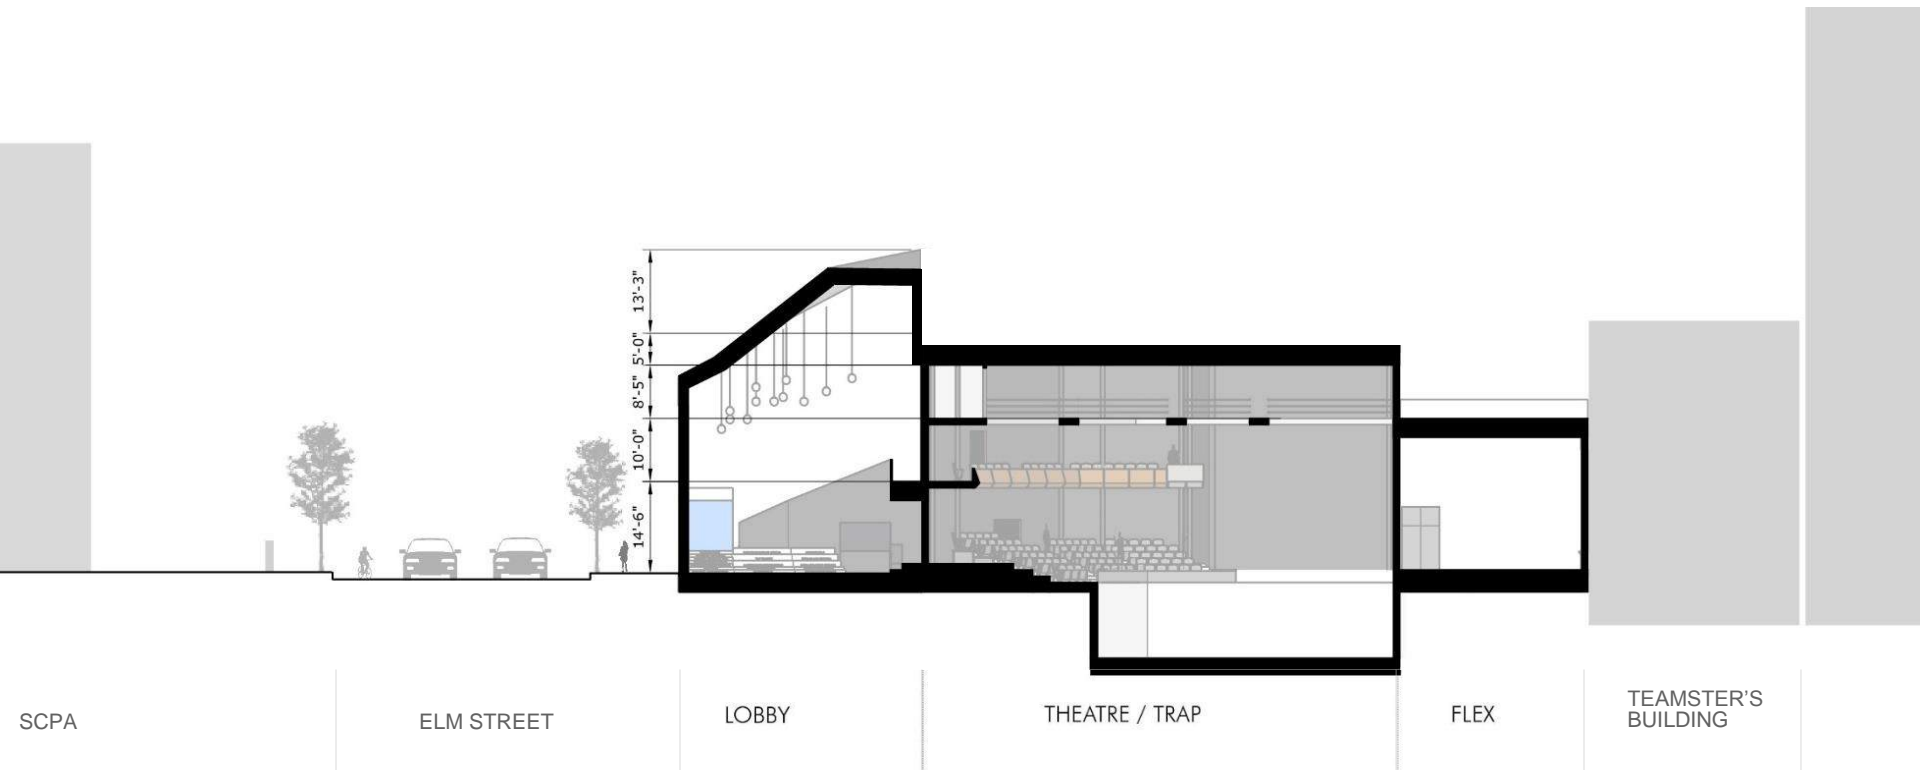 13'-3"
5'-0"
8'-5"
10'-0"
14'-6"
SCPA
ELM STREET
LOBBY
THEATRE / TRAP
FLEX
TEAMSTER'S
BUILDING